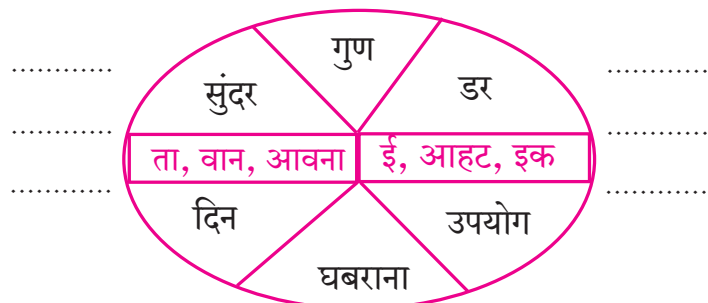 गुण
सुंदर डर
ता, वान, आवना ई, आहट, इक
दिन उपयोग
घबराना